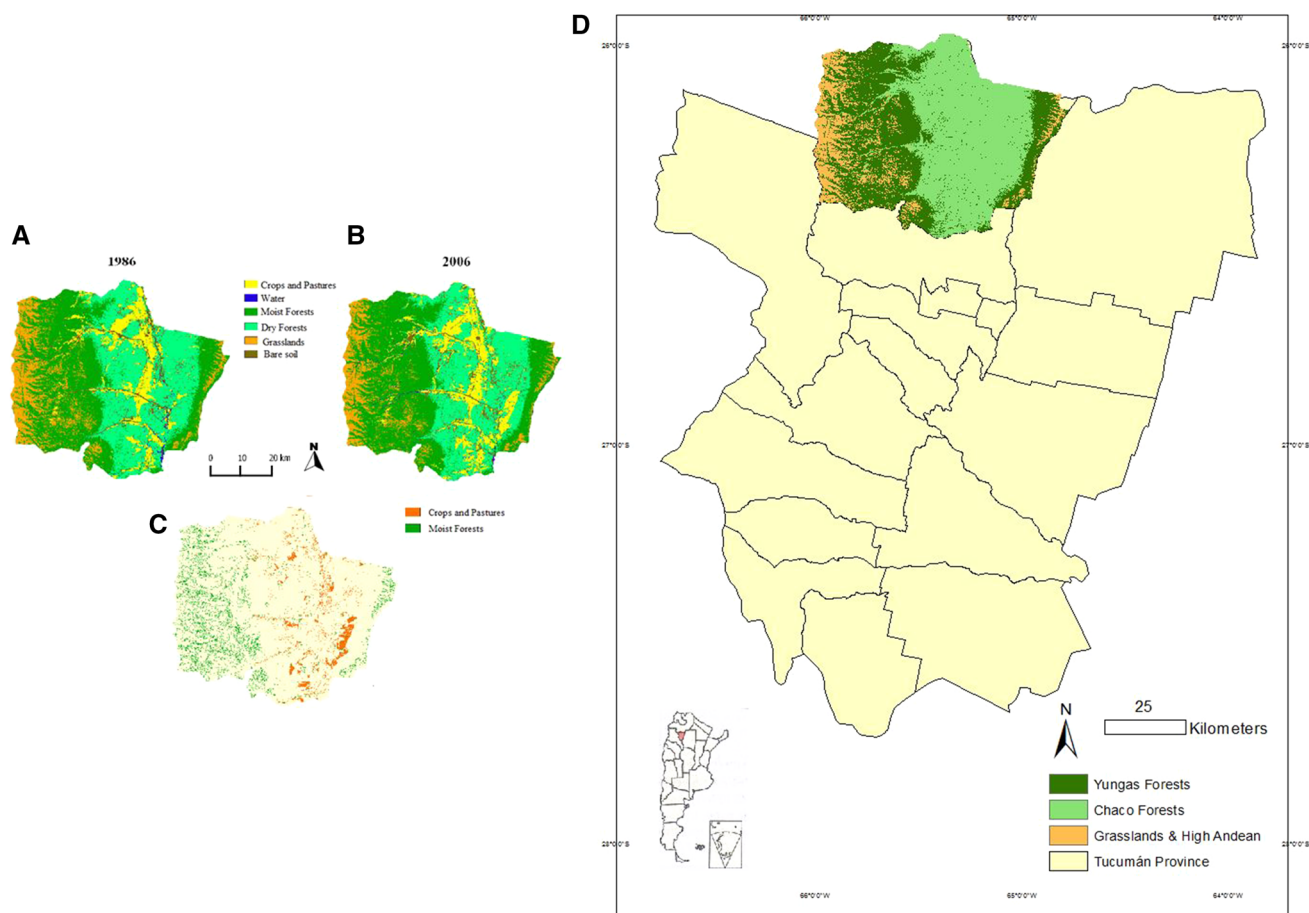 A
1986
B
2006
Crops and Pastures
Water
Moist Forests
Dry Forests
Grasslands
Bare soil
0 10 20 km
N
C
Crops and Pastures
Moist Forests
D
66°0'0"W 65°0'0"W 64°0'0"W
26°0'0"S 26°0'0"S
27°0'0"S 27°0'0"S
28°0'0"S 28°0'0"S
66°0'0"W 65°0'0"W 64°0'0"W
N
25
Kilometers
Yungas Forests
Chaco Forests
Grasslands & High Andean
Tucumán Province